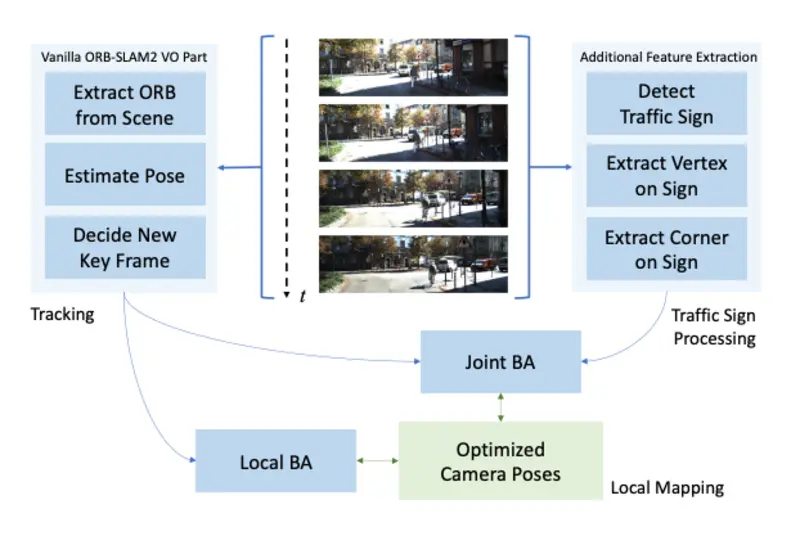 Vanilla ORB-SLAM2 VO Part
Extract ORB
from Scene
Estimate Pose
Decide New
Key Frame
Tracking
t
Additional Feature Extraction
Detect
Traffic Sign
Extract Vertex
on Sign
Extract Corner
on Sign
Traffic Sign
Processing
Joint BA
Local BA
Optimized
Camera Poses
Local Mapping